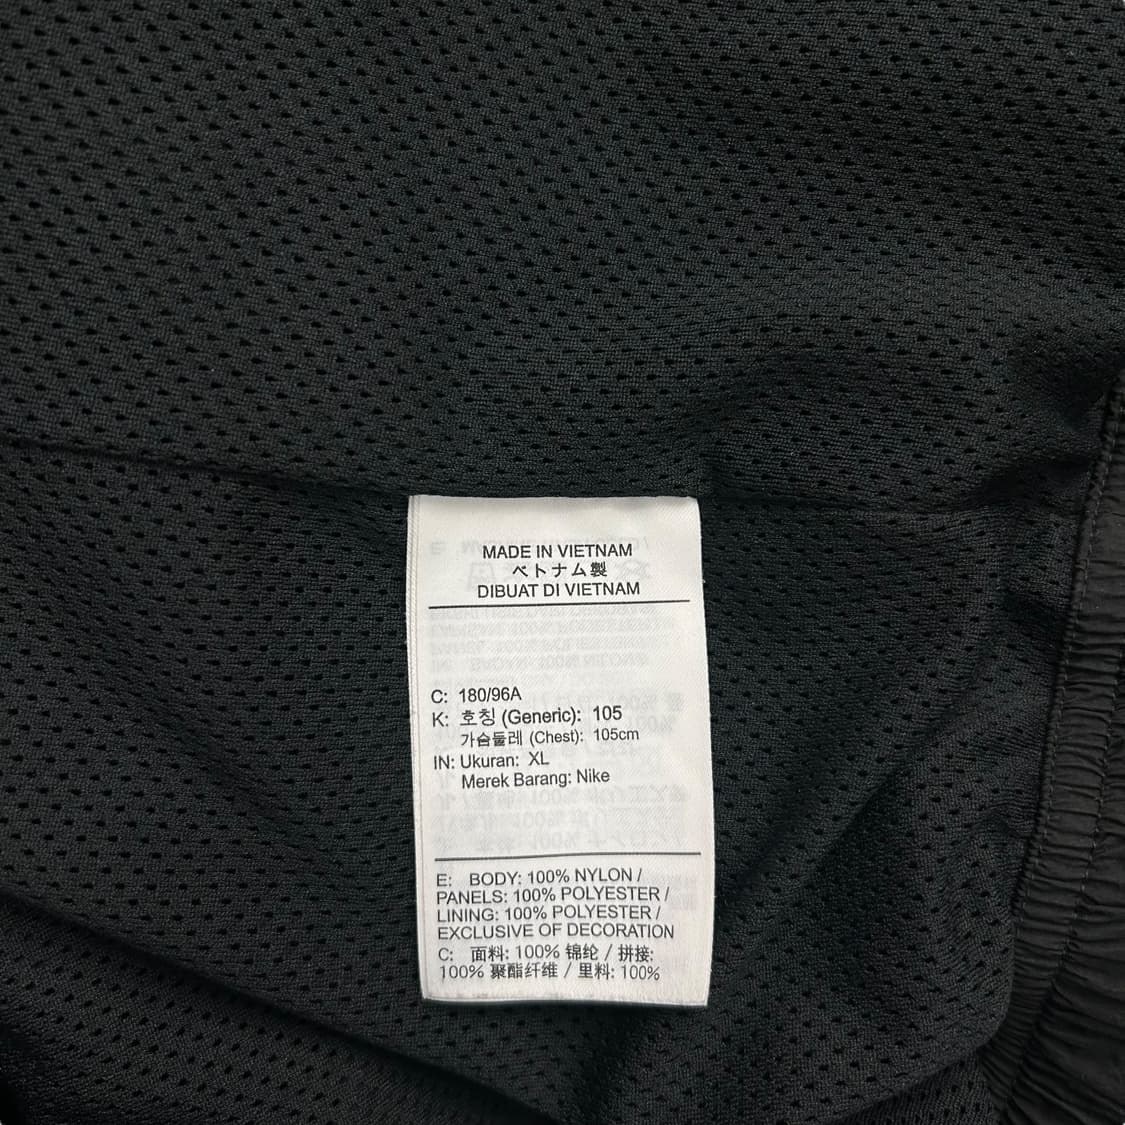 MADE IN VIETNAM
ベトナム製
DIBUAT DI VIETNAM
C: 180/96A
K: 호칭 (Generic): 105
가슴둘레 (Chest): 105cm
IN: Ukuran: XL
Merek Barang: Nike
E: BODY: 100% NYLON /
PANELS: 100% POLYESTER /
LINING: 100% POLYESTER /
EXCLUSIVE OF DECORATION
C: 面料: 100% 锦纶 / 拼接:
100% 聚酯纤维 / 里料: 100%